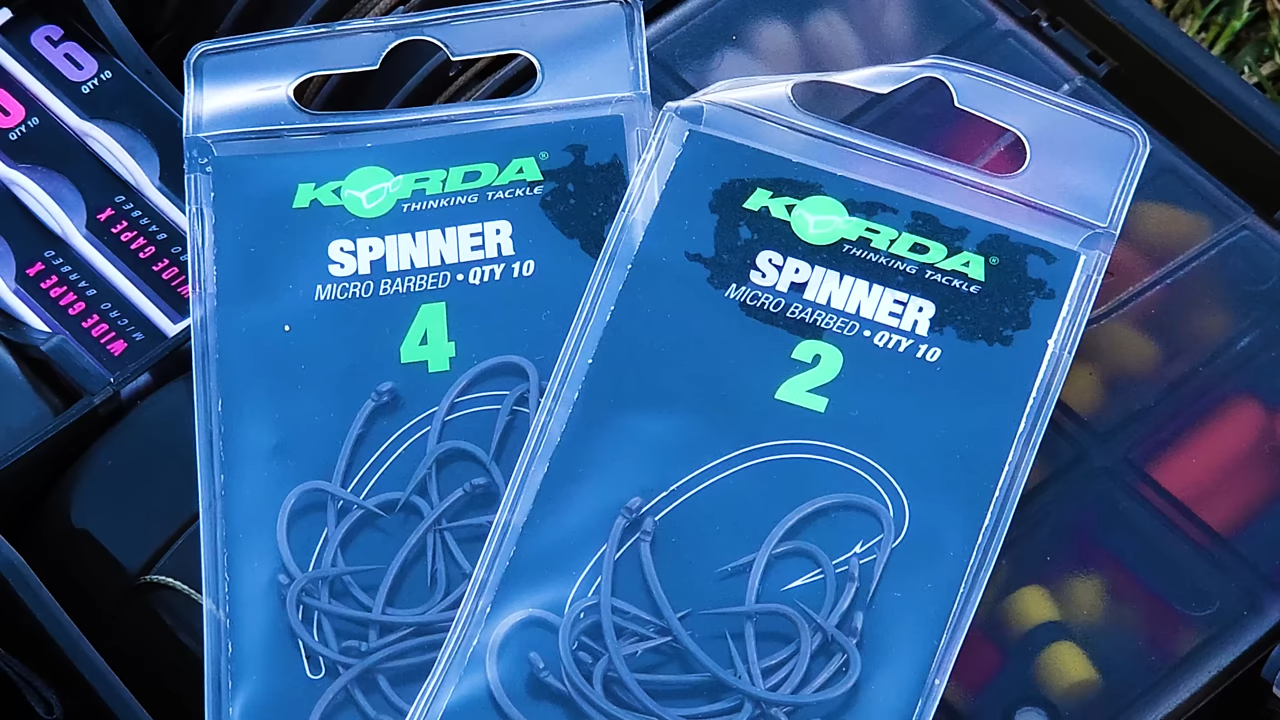 6
QTY 10
QTY 10
WIDE GAPE X
MICRO BARBED
WIDE GAPE X
MICRO BARBED
KORDA®
THINKING TACKLE
SPINNER
MICRO BARBED • QTY 10
4
KORDA®
THINKING TACKLE
SPINNER
MICRO BARBED • QTY 10
2